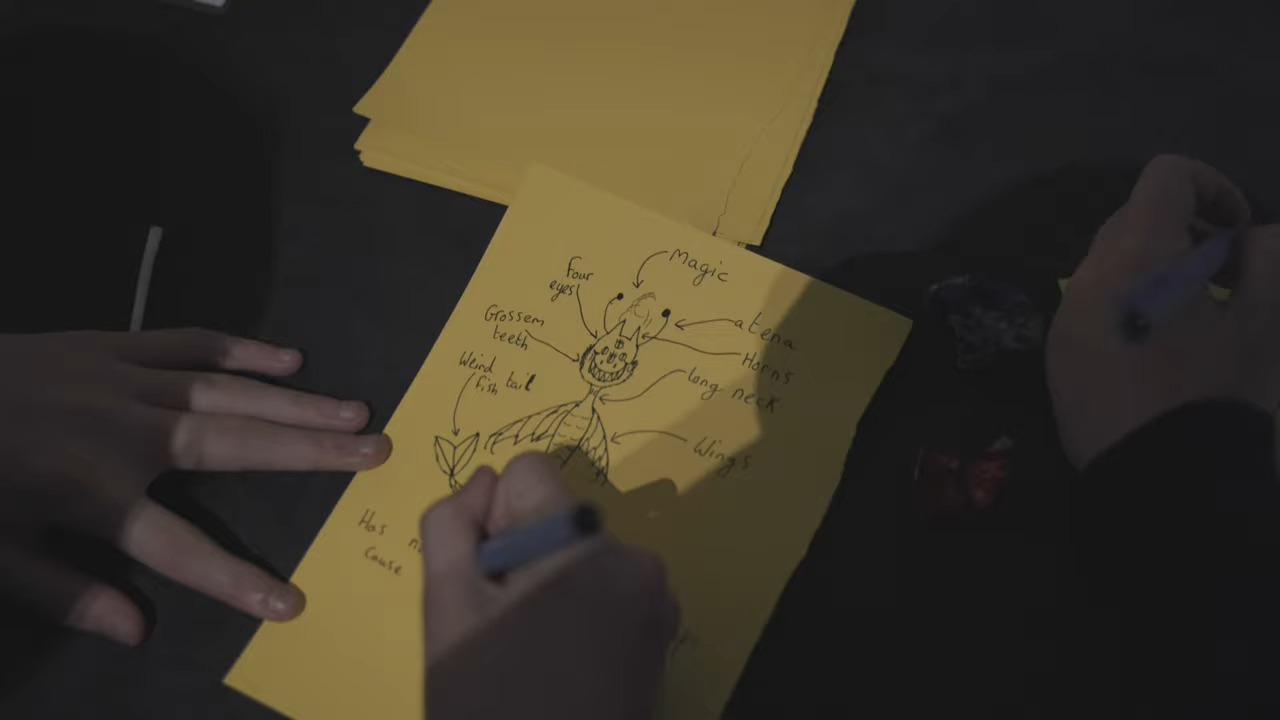 Magic
Four
eyes
Grossem
teeth
atena
Horns
long neck
Weird
fish tail
Wings
Has
cause